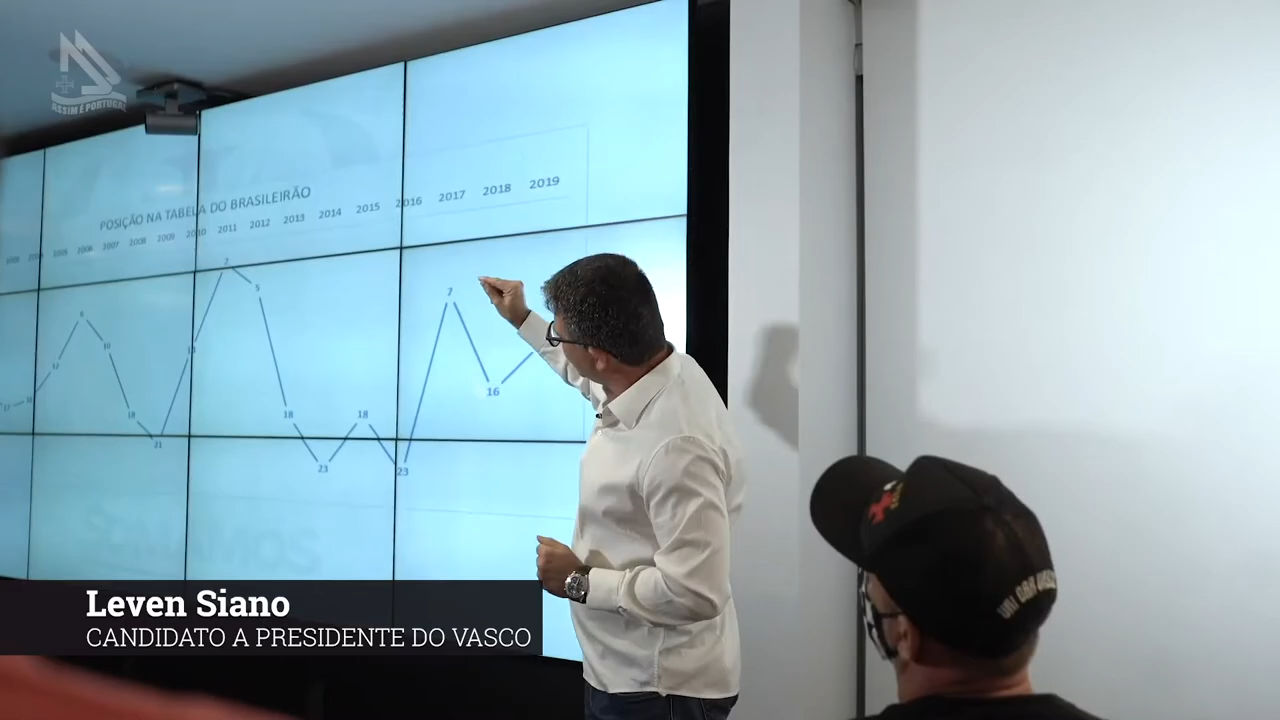 ASSIM É PORTUGAL
POSIÇÃO NA TABELA DO BRASILEIRÃO
2005 2006 2007 2008 2009 2010 2011 2012 2013 2014 2015 2016 2017 2018 2019
6 10 18 21 13 2 5 18 23 18 23 7 16
Leven Siano
CANDIDATO A PRESIDENTE DO VASCO